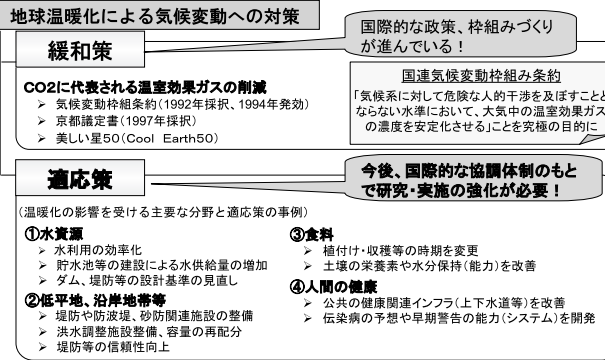 地球温暖化による気候変動への対策
緩和策
国際的な政策、枠組みづくり
が進んでいる！
CO2に代表される温室効果ガスの削減
➢ 気候変動枠組条約（1992年採択、1994年発効）
➢ 京都議定書（1997年採択）
➢ 美しい星50（Cool Earth50）
国連気候変動枠組み条約
「気候系に対して危険な人的干渉を及ぼすこと
ならない水準において、大気中の温室効果ガス
の濃度を安定化させる」ことを究極の目的に
適応策
今後、国際的な協調体制のもと
で研究・実施の強化が必要！
（温暖化の影響を受ける主要な分野と適応策の事例）
①水資源
➢ 水利用の効率化
➢ 貯水池等の建設による水供給量の増加
➢ ダム、堤防等の設計基準の見直し
②低平地、沿岸地帯等
➢ 堤防や防波堤、砂防関連施設の整備
➢ 洪水調整施設整備、容量の再配分
➢ 堤防等の信頼性向上
③食料
➢ 植付け・収穫等の時期を変更
➢ 土壌の栄養素や水分保持（能力）を改善
④人間の健康
➢ 公共の健康関連インフラ（上下水道等）を改善
➢ 伝染病の予想や早期警告の能力（システム）を開発